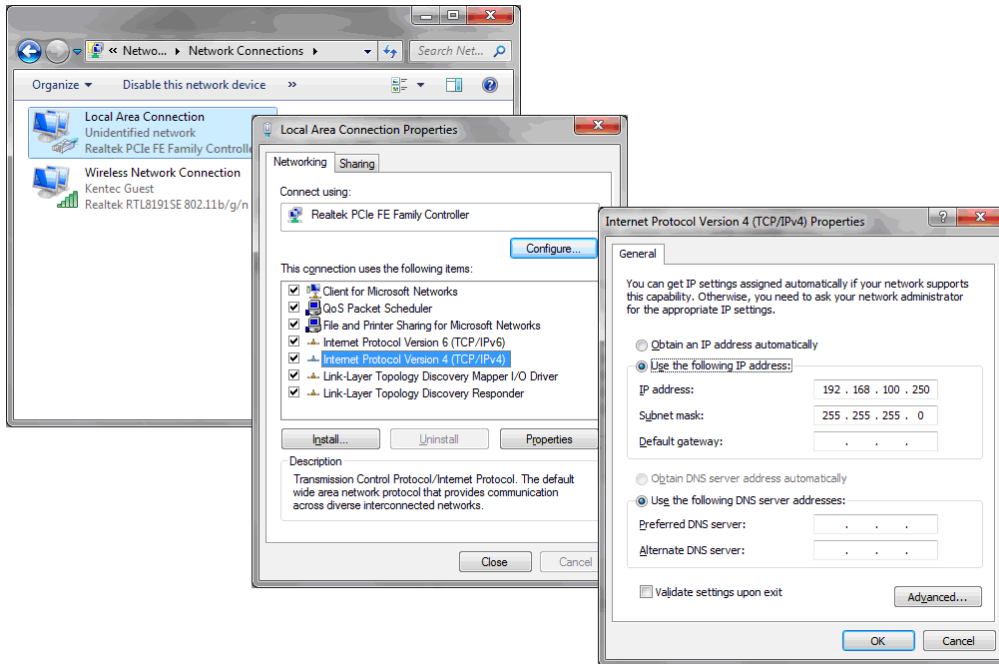 « Netwo... ▸ Network Connections ▸
Search Net...
Organize ▾ Disable this network device »
Local Area Connection
Unidentified network
Realtek PCIe FE Family Controlle
Wireless Network Connection
Kentec Guest
Realtek RTL8191SE 802.11b/g/n
Local Area Connection Properties
Networking Sharing
Connect using:
Realtek PCIe FE Family Controller
Configure...
This connection uses the following items:
Client for Microsoft Networks
QoS Packet Scheduler
File and Printer Sharing for Microsoft Networks
Internet Protocol Version 6 (TCP/IPv6)
Internet Protocol Version 4 (TCP/IPv4)
Link-Layer Topology Discovery Mapper I/O Driver
Link-Layer Topology Discovery Responder
Install... Uninstall Properties
Description
Transmission Control Protocol/Internet Protocol. The default
wide area network protocol that provides communication
across diverse interconnected networks.
Close Cancel
Internet Protocol Version 4 (TCP/IPv4) Properties
General
You can get IP settings assigned automatically if your network supports
this capability. Otherwise, you need to ask your network administrator
for the appropriate IP settings.
Obtain an IP address automatically
Use the following IP address:
IP address: 192 . 168 . 100 . 250
Subnet mask: 255 . 255 . 255 . 0
Default gateway: . . .
Obtain DNS server address automatically
Use the following DNS server addresses:
Preferred DNS server: . . .
Alternate DNS server: . . .
Validate settings upon exit
Advanced...
OK Cancel